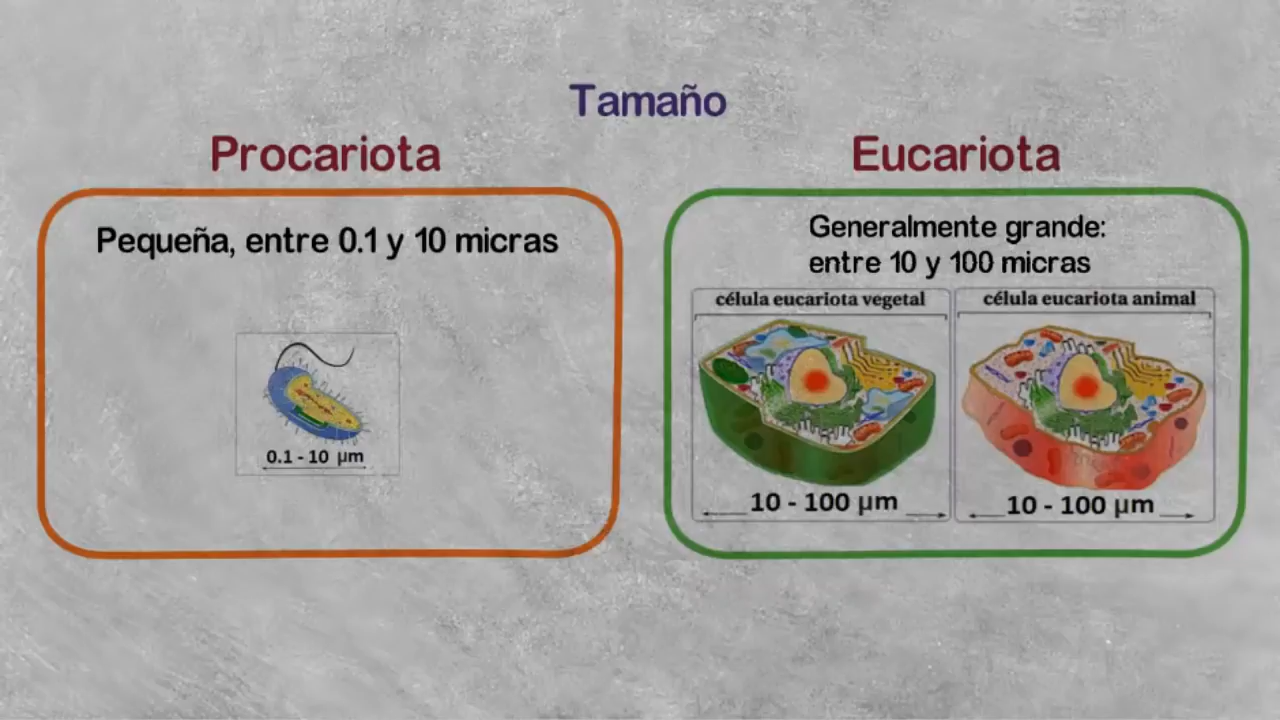 Tamaño
Procariota
Eucariota
Pequeña, entre 0.1 y 10 micras
0.1 - 10 µm
Generalmente grande:
entre 10 y 100 micras
célula eucariota vegetal
célula eucariota animal
10 - 100 µm
10 - 100 µm